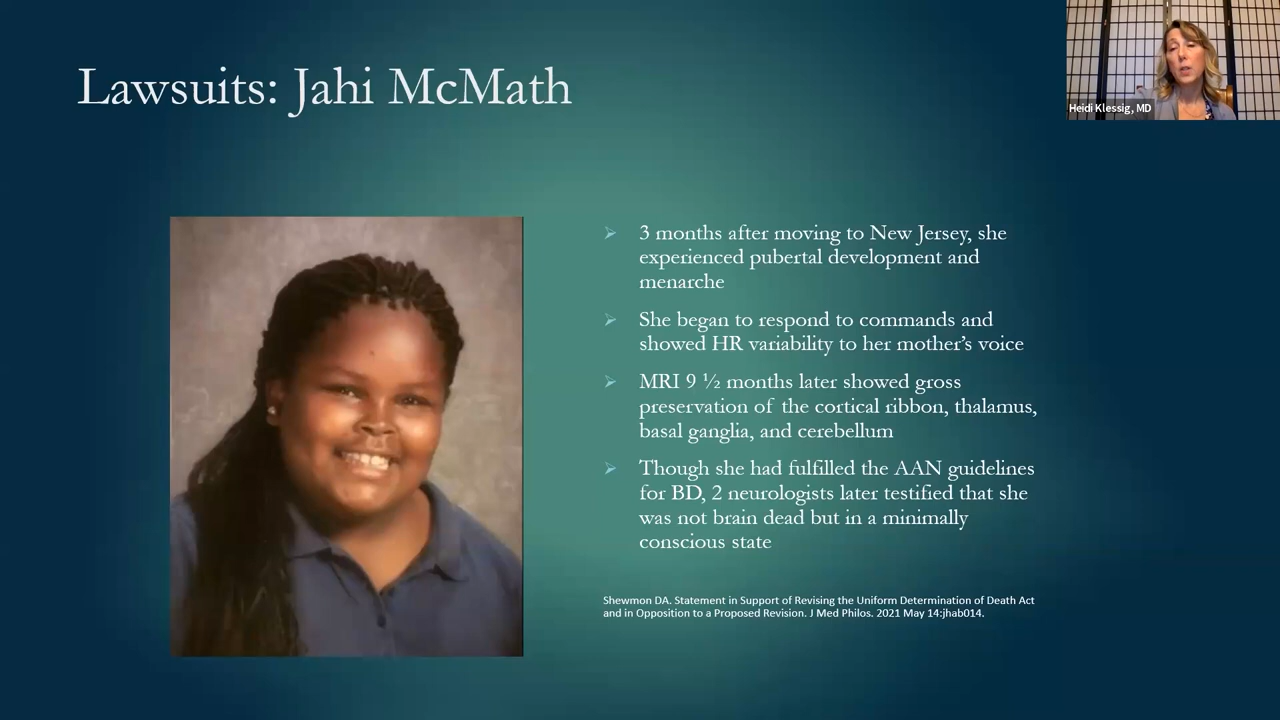 Lawsuits: Jahi McMath
Heidi Klessig, MD
➢ 3 months after moving to New Jersey, she
experienced pubertal development and
menarche
➢ She began to respond to commands and
showed HR variability to her mother’s voice
➢ MRI 9 ½ months later showed gross
preservation of the cortical ribbon, thalamus,
basal ganglia, and cerebellum
➢ Though she had fulfilled the AAN guidelines
for BD, 2 neurologists later testified that she
was not brain dead but in a minimally
conscious state
Shewmon DA. Statement in Support of Revising the Uniform Determination of Death Act
and in Opposition to a Proposed Revision. J Med Philos. 2021 May 14:jhab014.